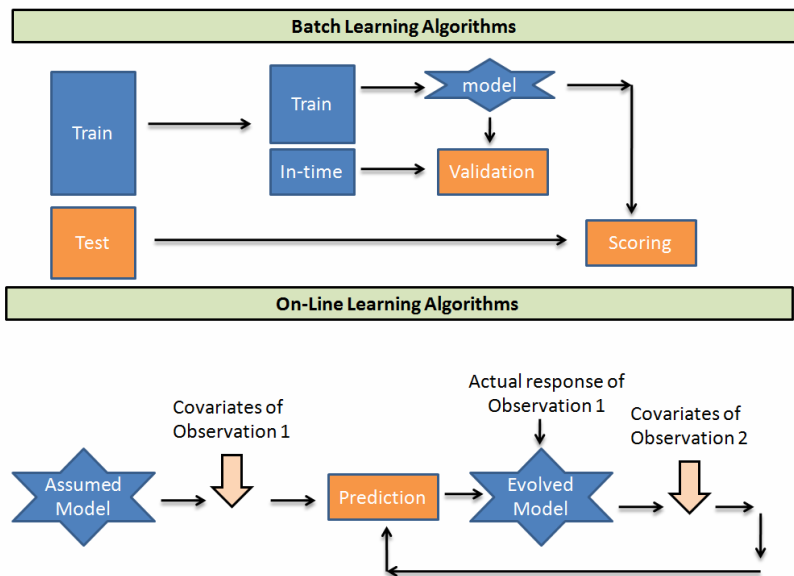 Batch Learning Algorithms
Train
Train
model
In-time
Validation
Test
Scoring
On-Line Learning Algorithms
Covariates of
Observation 1
Actual response of
Observation 1
Covariates of
Observation 2
Assumed
Model
Prediction
Evolved
Model